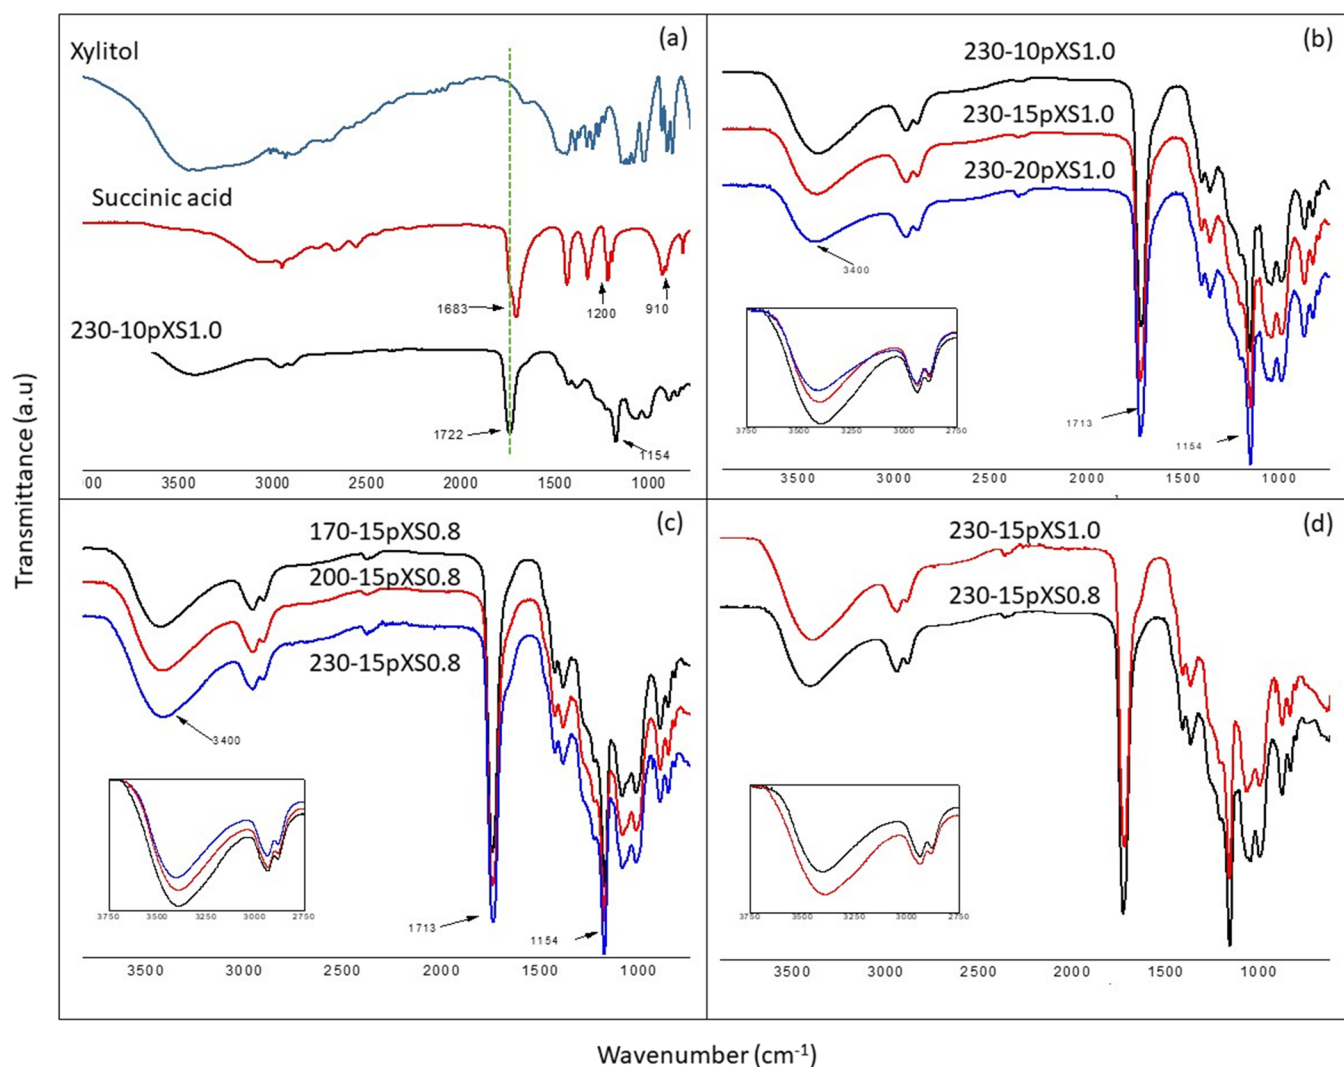 Transmittance (a.u)
(a)
Xylitol
Succinic acid
1683
1200
910
230-10pXS1.0
1722
1154
00 3500 3000 2500 2000 1500 1000
(b)
230-10pXS1.0
230-15pXS1.0
230-20pXS1.0
3400
3750 3500 3250 3000 2750
1713
1154
3500 3000 2500 2000 1500 1000
(c)
170-15pXS0.8
200-15pXS0.8
230-15pXS0.8
3400
3750 3500 3250 3000 2750
1713
1154
3500 3000 2500 2000 1500 1000
(d)
230-15pXS1.0
230-15pXS0.8
3750 3500 3250 3000 2750
3500 3000 2500 2000 1500 1000
Wavenumber (cm⁻¹)